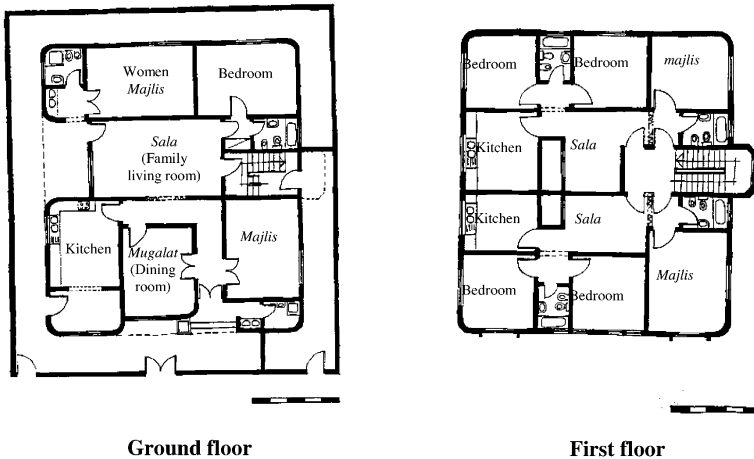 Women
Majlis
Bedroom
Sala
(Family
living room)
Kitchen
Mugalat
(Dining
room)
Majlis
Ground floor
Bedroom
Bedroom
majlis
Kitchen
Sala
Kitchen
Sala
Bedroom
Bedroom
Majlis
First floor